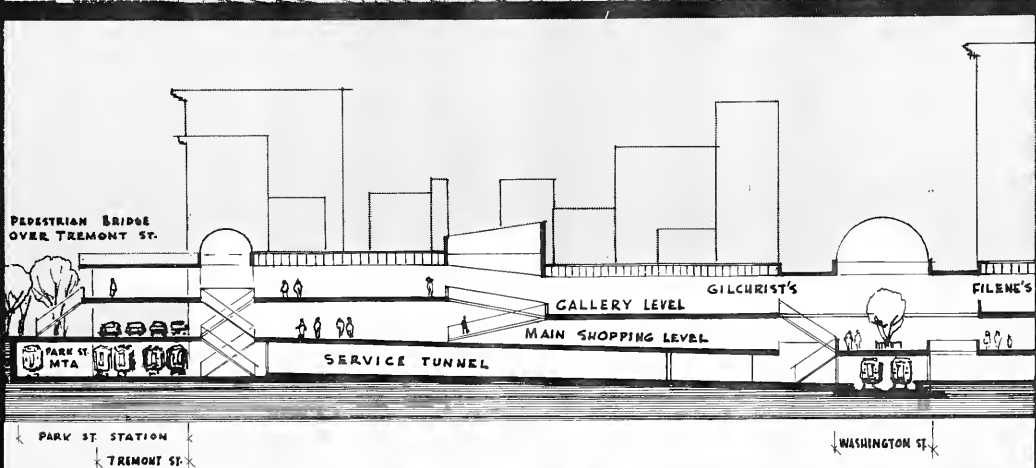 PEDESTRIAN BRIDGE
OVER TREMONT ST.
GILCHRIST'S
FILENE'S
GALLERY LEVEL
MAIN SHOPPING LEVEL
PARK ST.
MTA
SERVICE TUNNEL
PARK ST. STATION
WASHINGTON ST.
TREMONT ST.